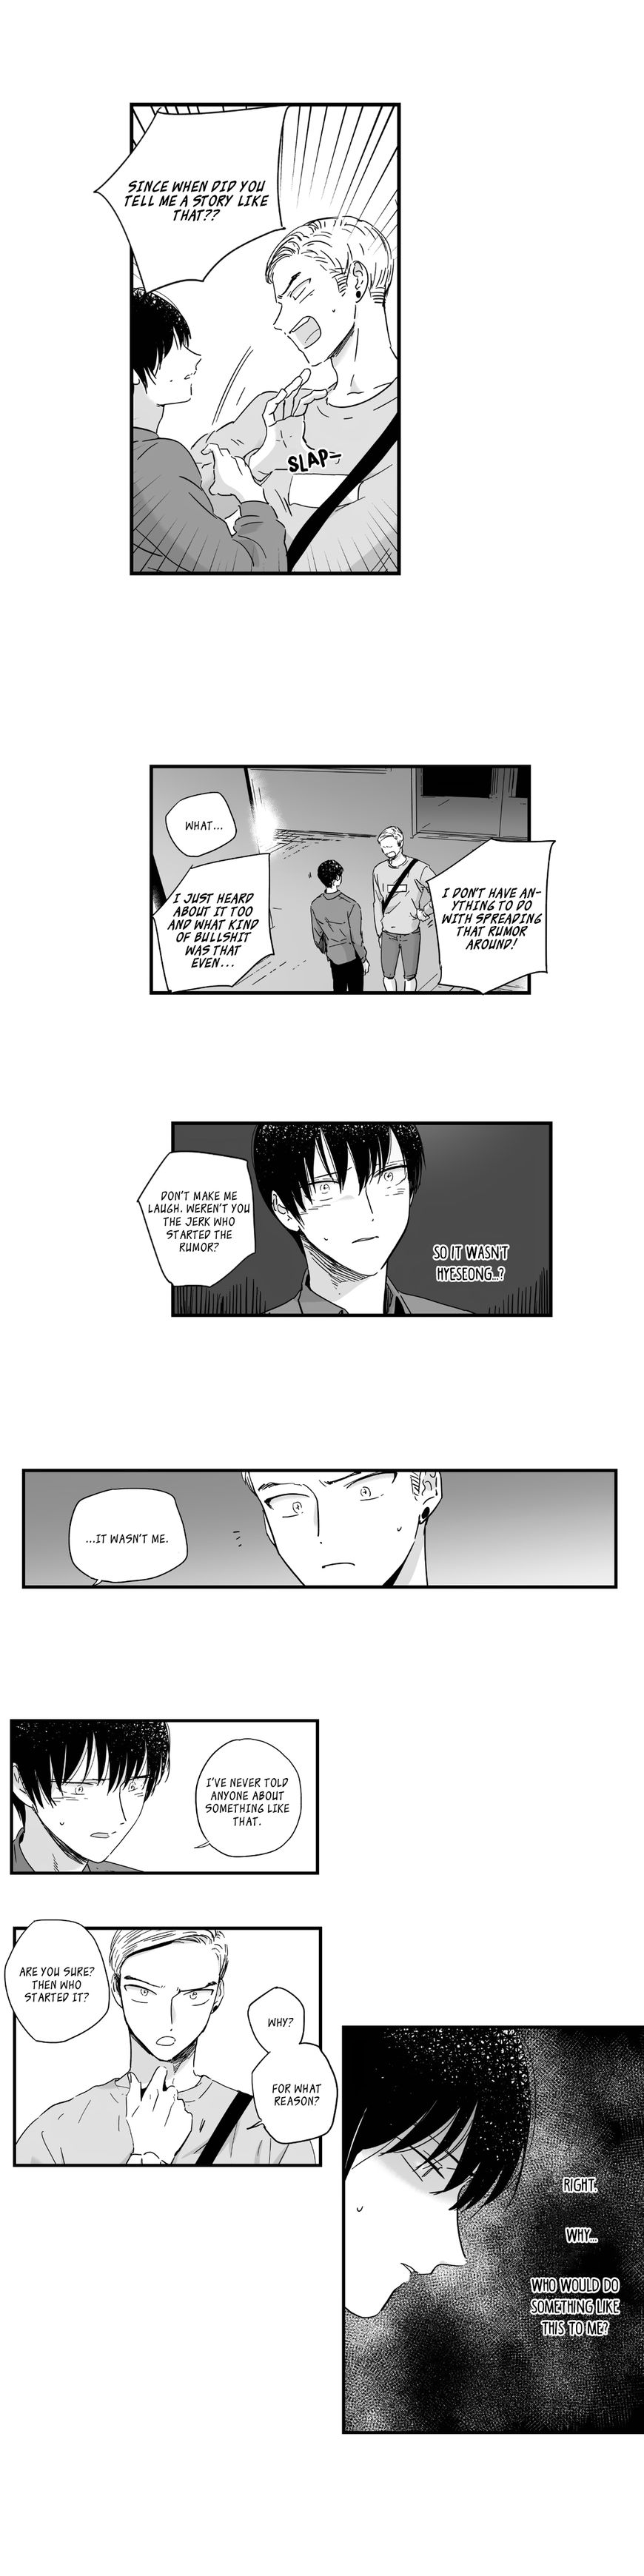 SINCE WHEN DID YOU
TELL ME A STORY LIKE
THAT??
SLAP-
WHAT...
I JUST HEARD
ABOUT IT TOO
AND WHAT KIND
OF BULLSHIT
WAS THAT
EVEN...
I DON'T HAVE AN-
YTHING TO DO
WITH SPREADING
THAT RUMOR
AROUND!
DON'T MAKE ME
LAUGH. WEREN'T YOU
THE JERK WHO
STARTED THE
RUMOR?
SO IT WASN'T
HYESEONG..?
...IT WASN'T ME.
I'VE NEVER TOLD
ANYONE ABOUT
SOMETHING LIKE
THAT.
ARE YOU SURE?
THEN WHO
STARTED IT?
WHY?
FOR WHAT
REASON?
RIGHT.
WHY...
WHO WOULD DO
SOMETHING LIKE
THIS TO ME?